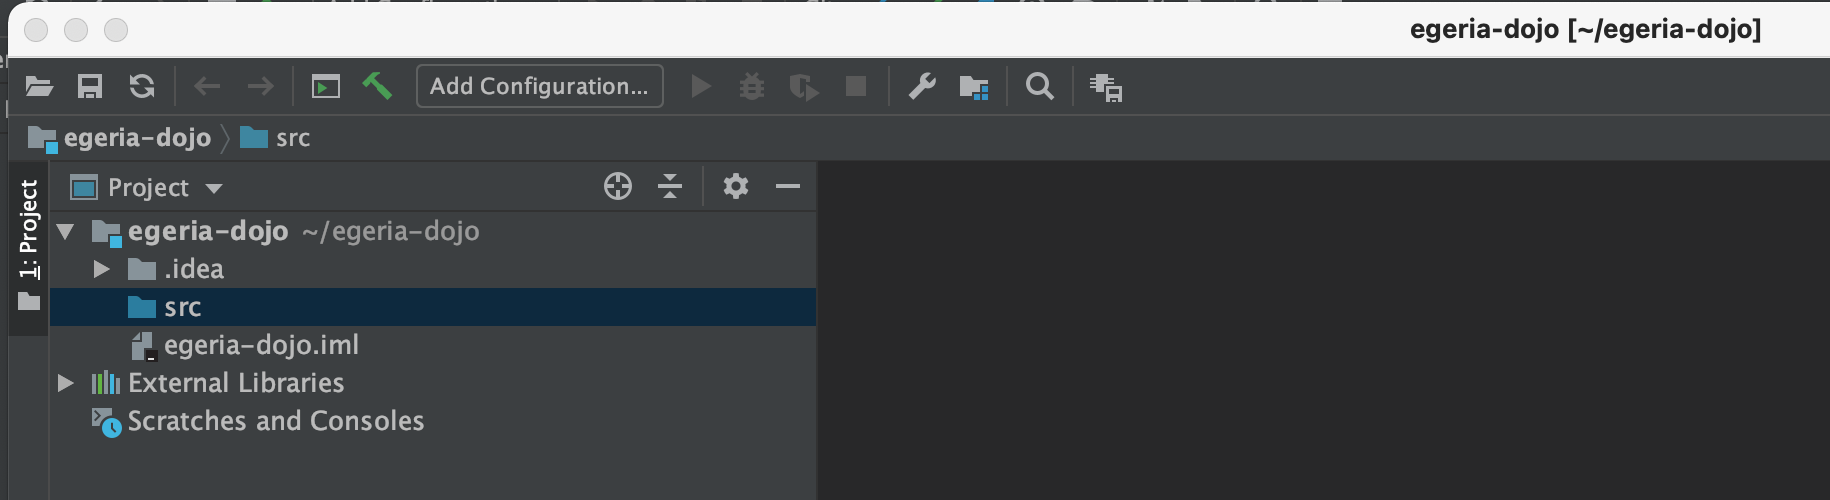 egeria-dojo [~/egeria-dojo]
Add Configuration...
egeria-dojo src
1: Project
Project
egeria-dojo ~/egeria-dojo
.idea
src
egeria-dojo.iml
External Libraries
Scratches and Consoles